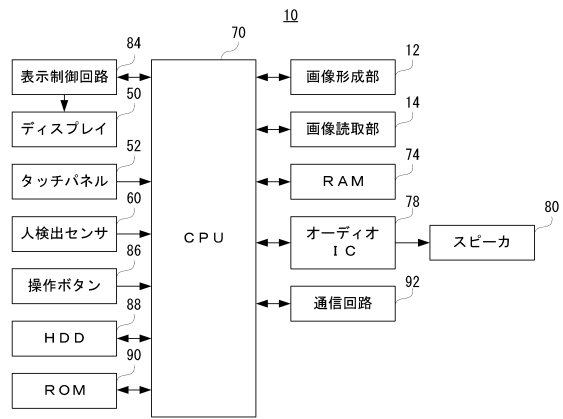 10
84
表示制御回路
50
ディスプレイ
52
タッチパネル
60
人検出センサ
86
操作ボタン
88
ＨＤＤ
90
ＲＯＭ
70
ＣＰＵ
12
画像形成部
14
画像読取部
74
ＲＡＭ
78
オーディオ
ＩＣ
80
スピーカ
92
通信回路